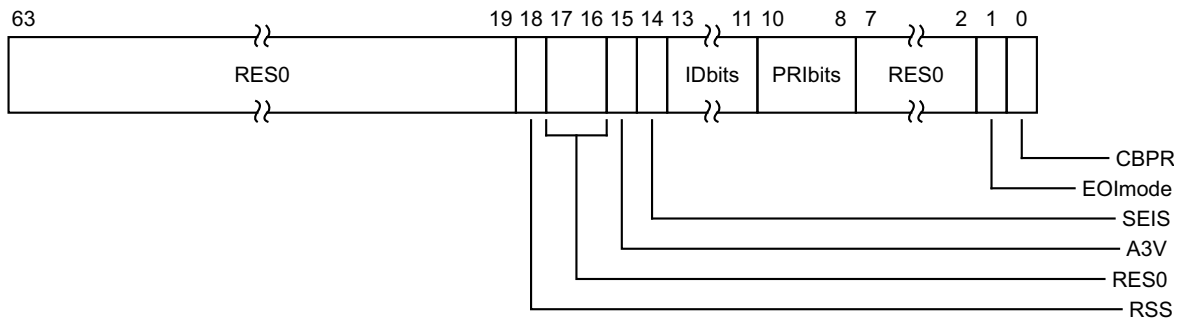 63 19 18 17 16 15 14 13 11 10 8 7 2 1 0
RES0 IDbits PRIbits RES0
CBPR
EOImode
SEIS
A3V
RES0
RSS